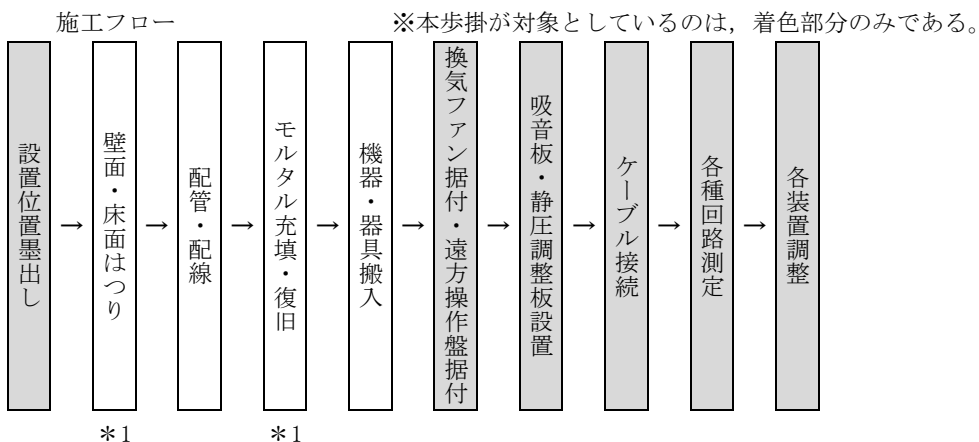 施工フロー
※本歩掛が対象としているのは，着色部分のみである。
設置位置墨出し
→
壁面・床面はつり
→
配管・配線
→
モルタル充填・復旧
→
機器・器具搬入
→
換気ファン据付・遠方操作盤据付
→
吸音板・静圧調整板設置
→
ケーブル接続
→
各種回路測定
→
各装置調整
＊1
＊1